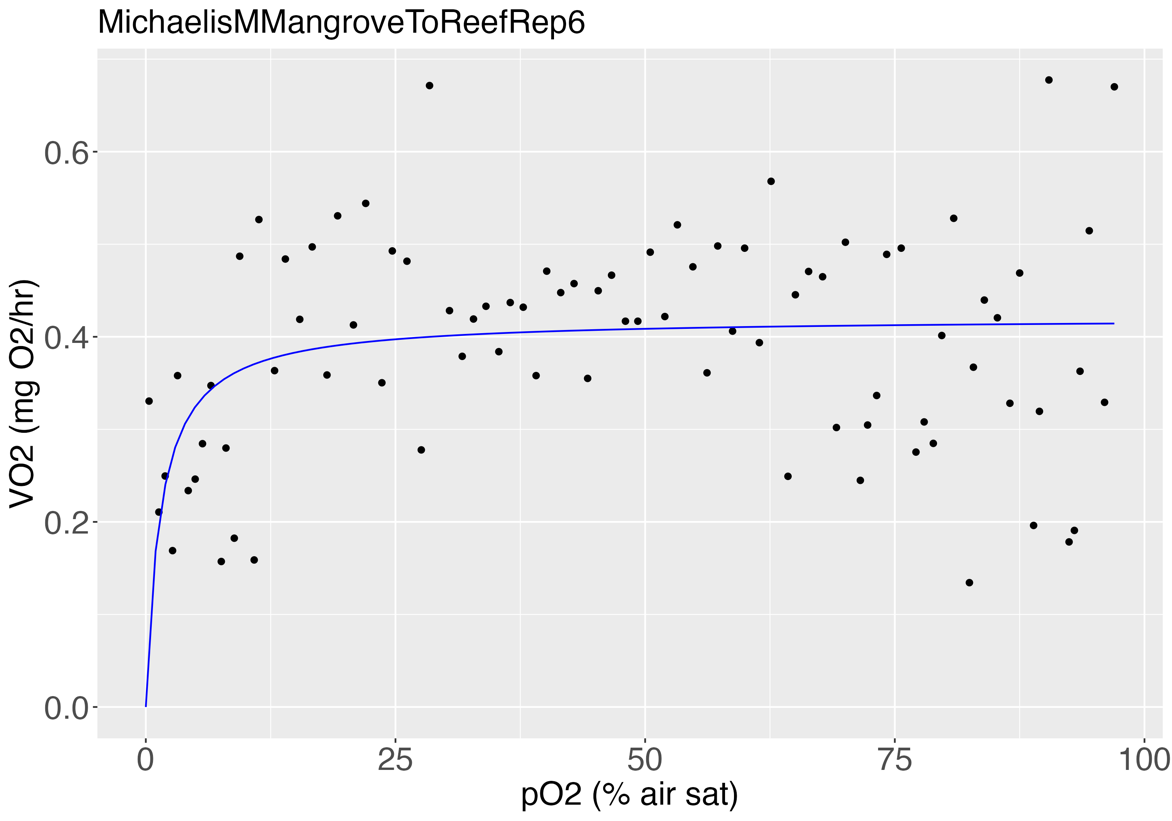 MichaelisMMangroveToReefRep6
VO2 (mg O2/hr)
0.6
0.4
0.2
0.0
0 25 50 75 100
pO2 (% air sat)